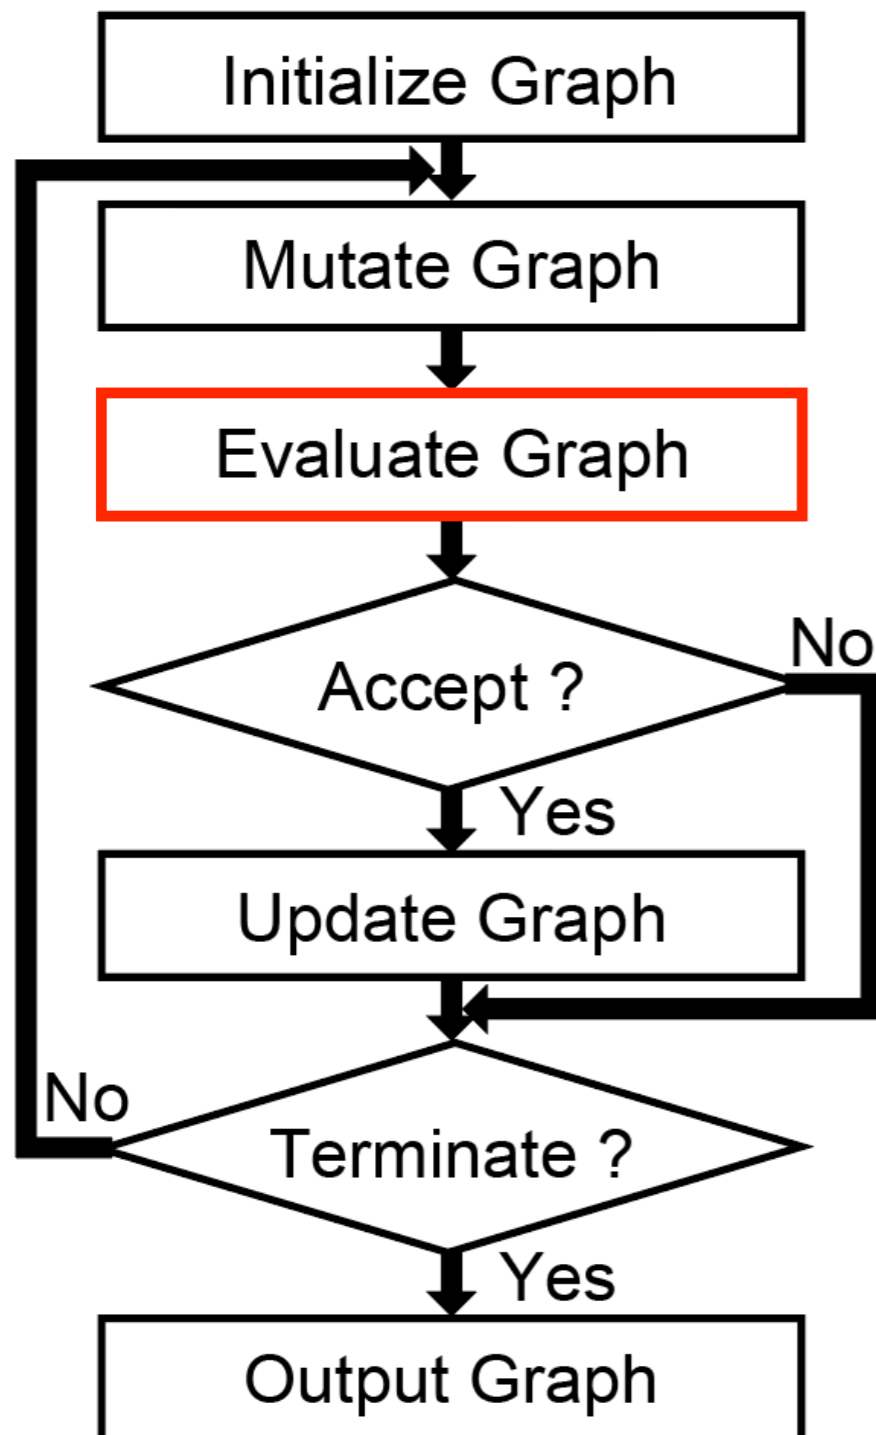 Initialize Graph
Mutate Graph
Evaluate Graph
Accept ?
No
Yes
Update Graph
No
Terminate ?
Yes
Output Graph